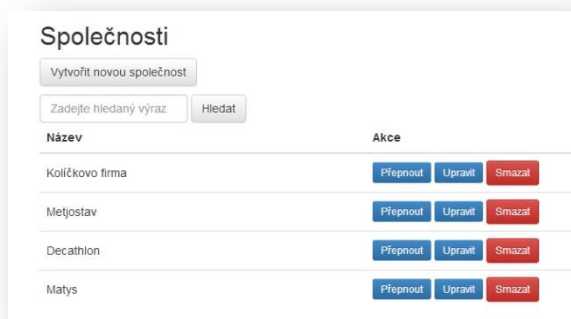 Společnosti
Vytvořit novou společnost
Zadejte hledaný výraz Hledat
Název Akce
Kolíčkovo firma Přepnout Upravit Smazat
Metjostav Přepnout Upravit Smazat
Decathlon Přepnout Upravit Smazat
Matys Přepnout Upravit Smazat